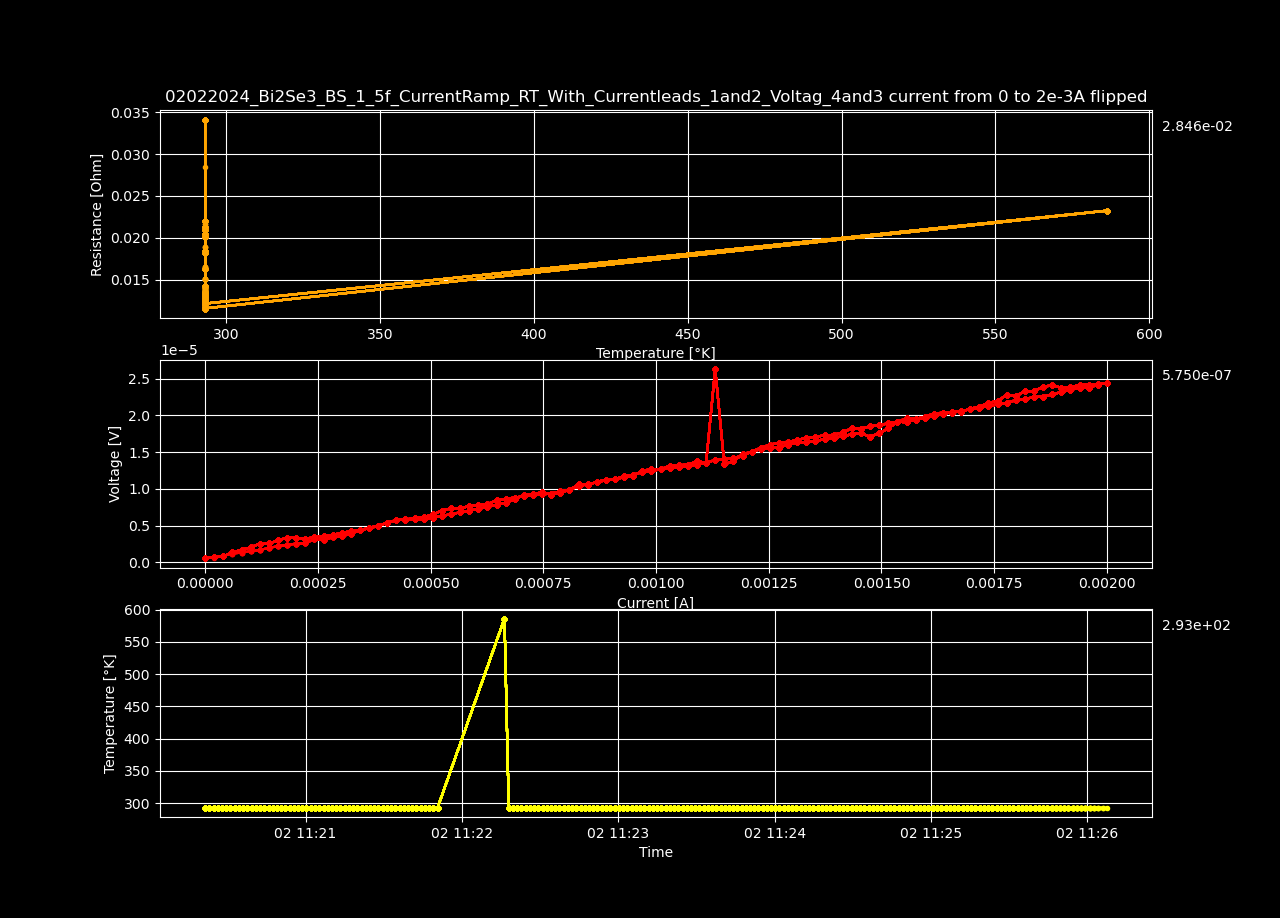 02022024_Bi2Se3_BS_1_5f_CurrentRamp_RT_With_Currentleads_1and2_Voltag_4and3 current from 0 to 2e-3A flipped
2.846e-02
Resistance [Ohm]
0.035
0.030
0.025
0.020
0.015
300 350 400 450 500 550 600
Temperature [°K]
1e−5
5.750e-07
Voltage [V]
2.5
2.0
1.5
1.0
0.5
0.0
0.00000 0.00025 0.00050 0.00075 0.00100 0.00125 0.00150 0.00175 0.00200
Current [A]
2.93e+02
Temperature [°K]
600
550
500
450
400
350
300
02 11:21 02 11:22 02 11:23 02 11:24 02 11:25 02 11:26
Time